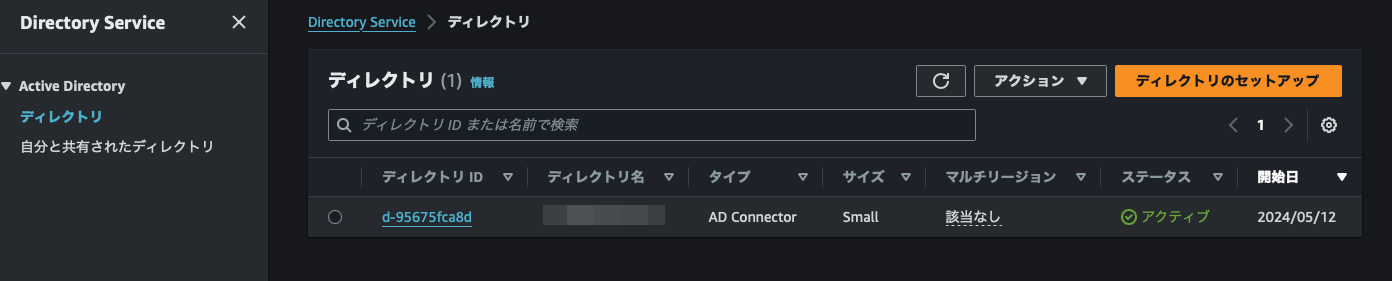 Directory Service
Directory Service > ディレクトリ
ディレクトリ (1) 情報
アクション
ディレクトリのセットアップ
Active Directory
ディレクトリ
自分と共有されたディレクトリ
ディレクトリ ID または名前で検索
1
ディレクトリ ID ディレクトリ名 タイプ サイズ マルチリージョン ステータス 開始日
d-95675fca8d AD Connector Small 該当なし アクティブ 2024/05/12